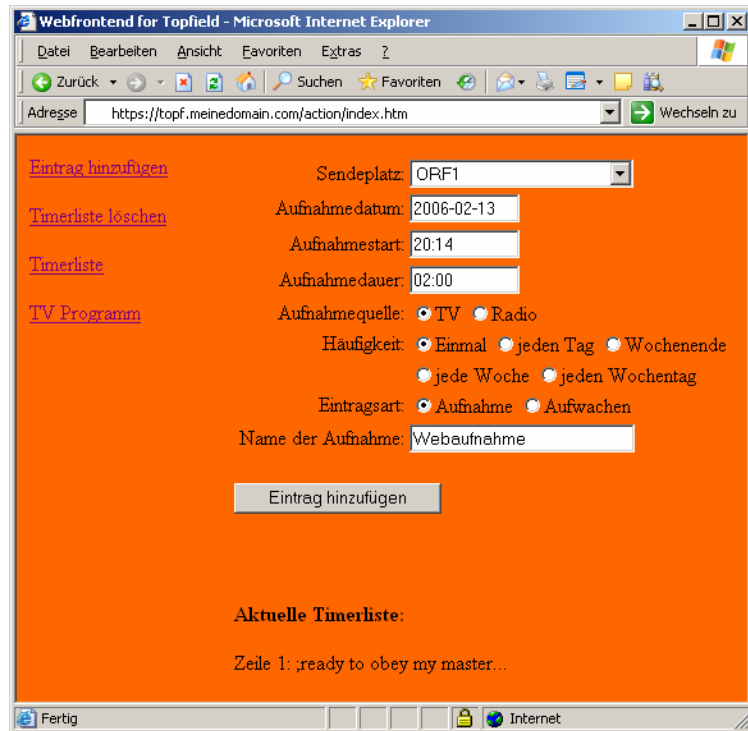 Webfrontend for Topfield - Microsoft Internet Explorer
Datei Bearbeiten Ansicht Favoriten Extras ?
Zurück Suchen Favoriten
Adresse https://topf.meinedomain.com/action/index.htm Wechseln zu
Eintrag hinzufügen
Timerliste löschen
Timerliste
TV Programm
Sendeplatz: ORF1
Aufnahmedatum: 2006-02-13
Aufnahmestart: 20:14
Aufnahmedauer: 02:00
Aufnahmequelle: TV Radio
Häufigkeit: Einmal jeden Tag Wochenende
jede Woche jeden Wochentag
Eintragsart: Aufnahme Aufwachen
Name der Aufnahme: Webaufnahme
Eintrag hinzufügen
Aktuelle Timerliste:
Zeile 1: ;ready to obey my master...
Fertig Internet